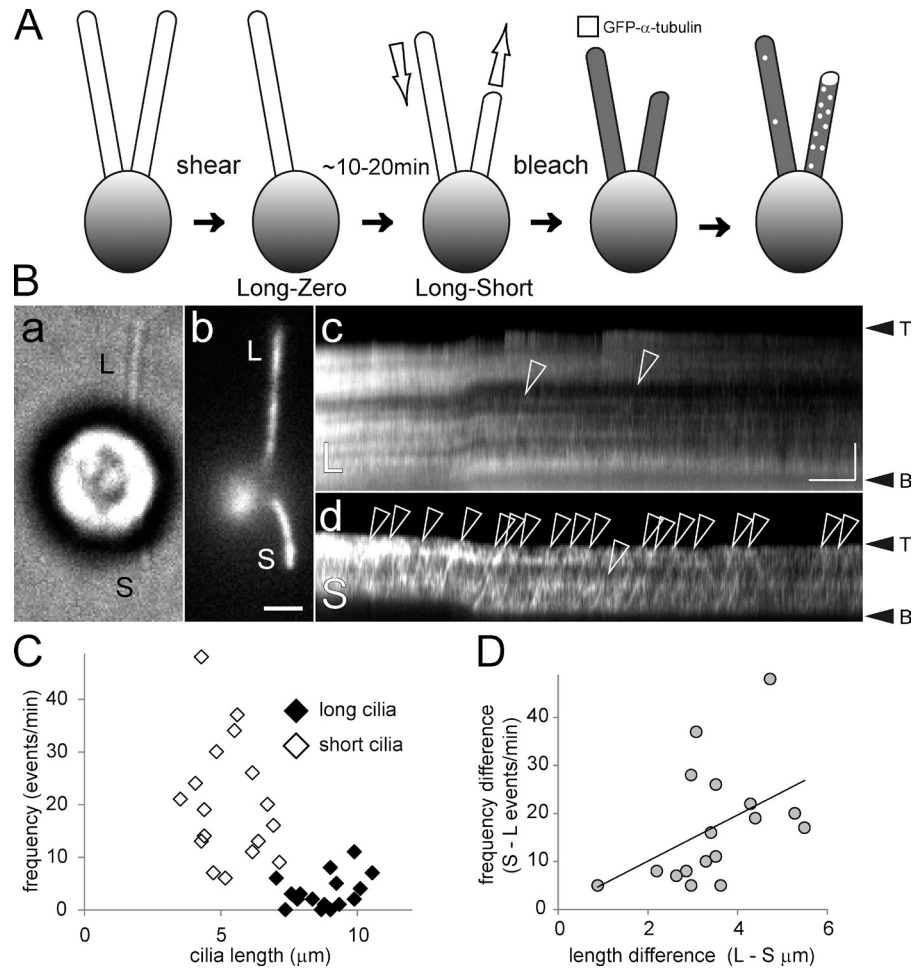 A
GFP-α-tubulin
shear
~10-20min
bleach
Long-Zero
Long-Short
B
a
L
S
b
L
S
c
L
T
B
d
S
T
B
C
frequency (events/min)
40
30
20
10
0
0
5
10
cilia length (μm)
long cilia
short cilia
D
frequency difference
(S - L events/min)
40
30
20
10
0
0
2
4
6
length difference (L - S μm)